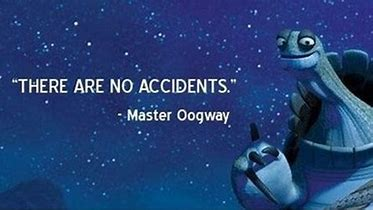 “THERE ARE NO ACCIDENTS.”
- Master Oogway